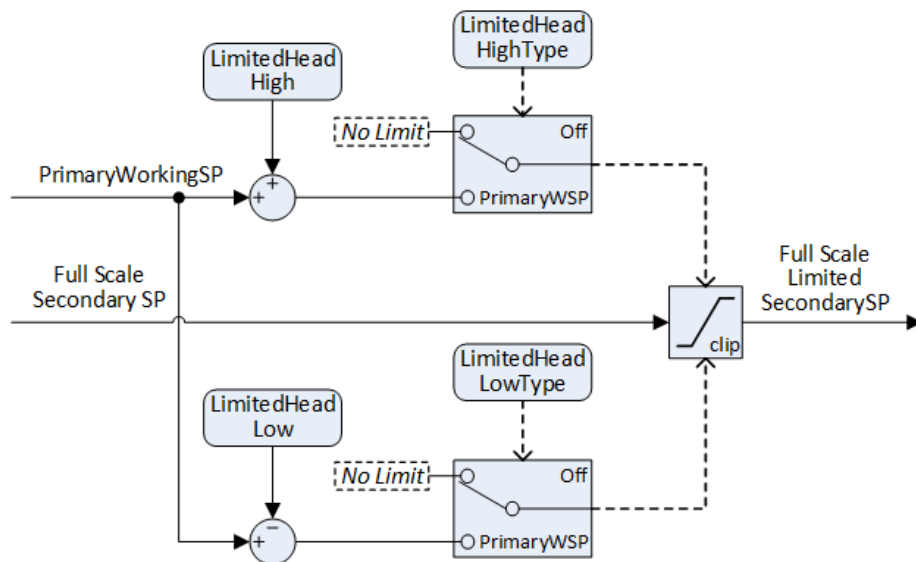 LimitedHead
High
LimitedHead
HighType
No Limit
Off
PrimaryWorkingSP
+
+
PrimaryWSP
Full Scale
Secondary SP
Full Scale
Limited
SecondarySP
clip
LimitedHead
Low
LimitedHead
LowType
No Limit
Off
−
+
PrimaryWSP